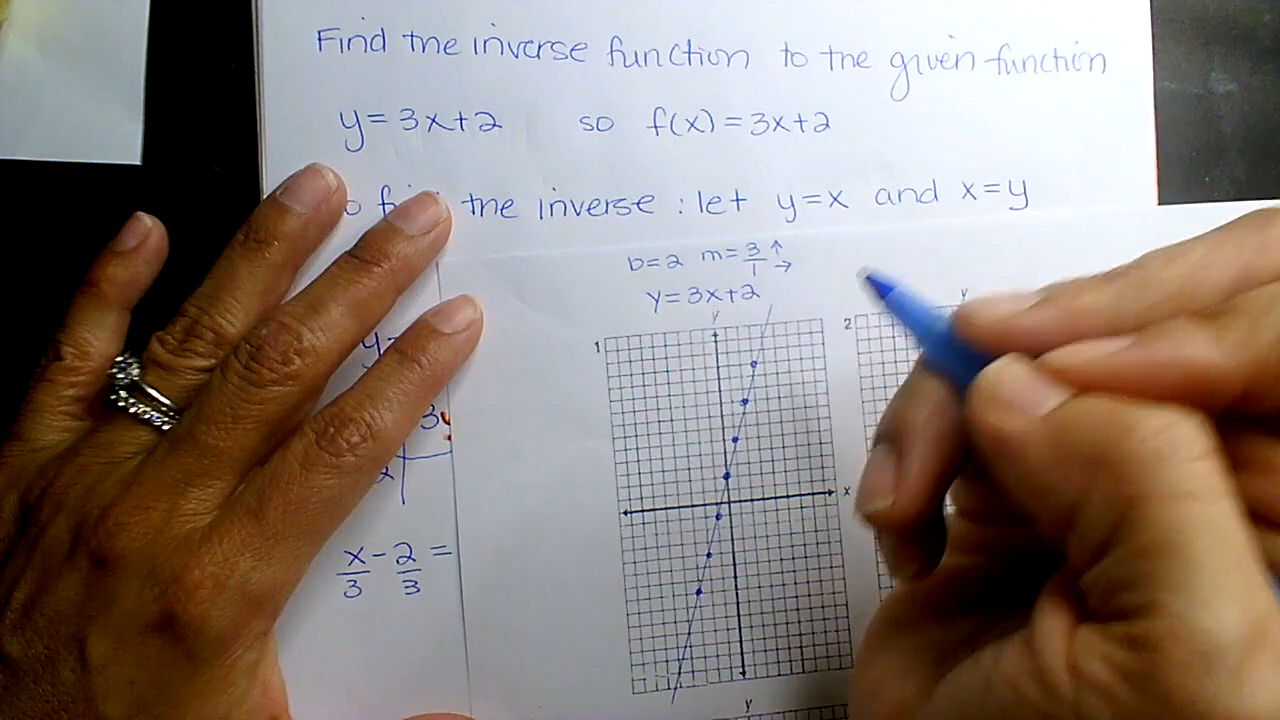 Find the inverse function to the given function
y=3x+2 so f(x)=3x+2
the inverse : let y=x and x=y
b=2 m=3/1 ↑ →
y=3x+2
y
1
x
2
y
y
3
x
x/3 - 2/3 =
y